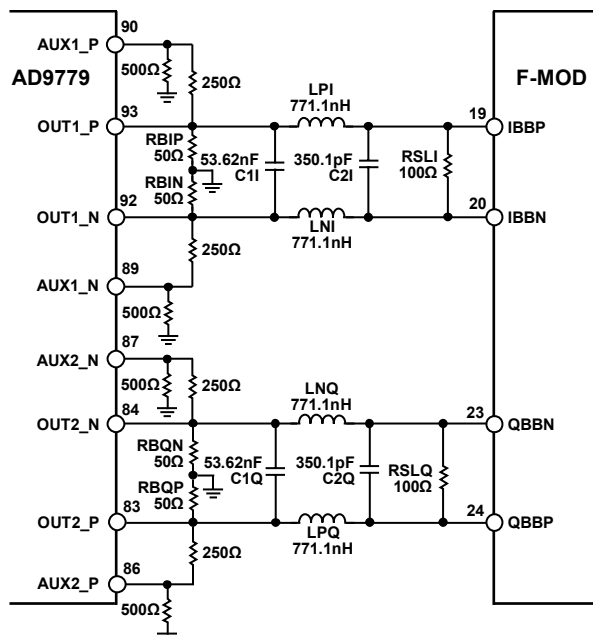 90
AUX1_P
500Ω
250Ω
AD9779
F-MOD
LPI
771.1nH
93
19
OUT1_P
IBBP
RBIP
50Ω
53.62nF
C1I
350.1pF
C2I
RSLI
100Ω
RBIN
50Ω
92
20
OUT1_N
IBBN
LNI
771.1nH
250Ω
89
AUX1_N
500Ω
87
AUX2_N
500Ω
250Ω
LNQ
771.1nH
84
23
OUT2_N
QBBN
RBQN
50Ω
53.62nF
C1Q
350.1pF
C2Q
RSLQ
100Ω
RBQP
50Ω
83
24
OUT2_P
QBBP
LPQ
771.1nH
250Ω
86
AUX2_P
500Ω